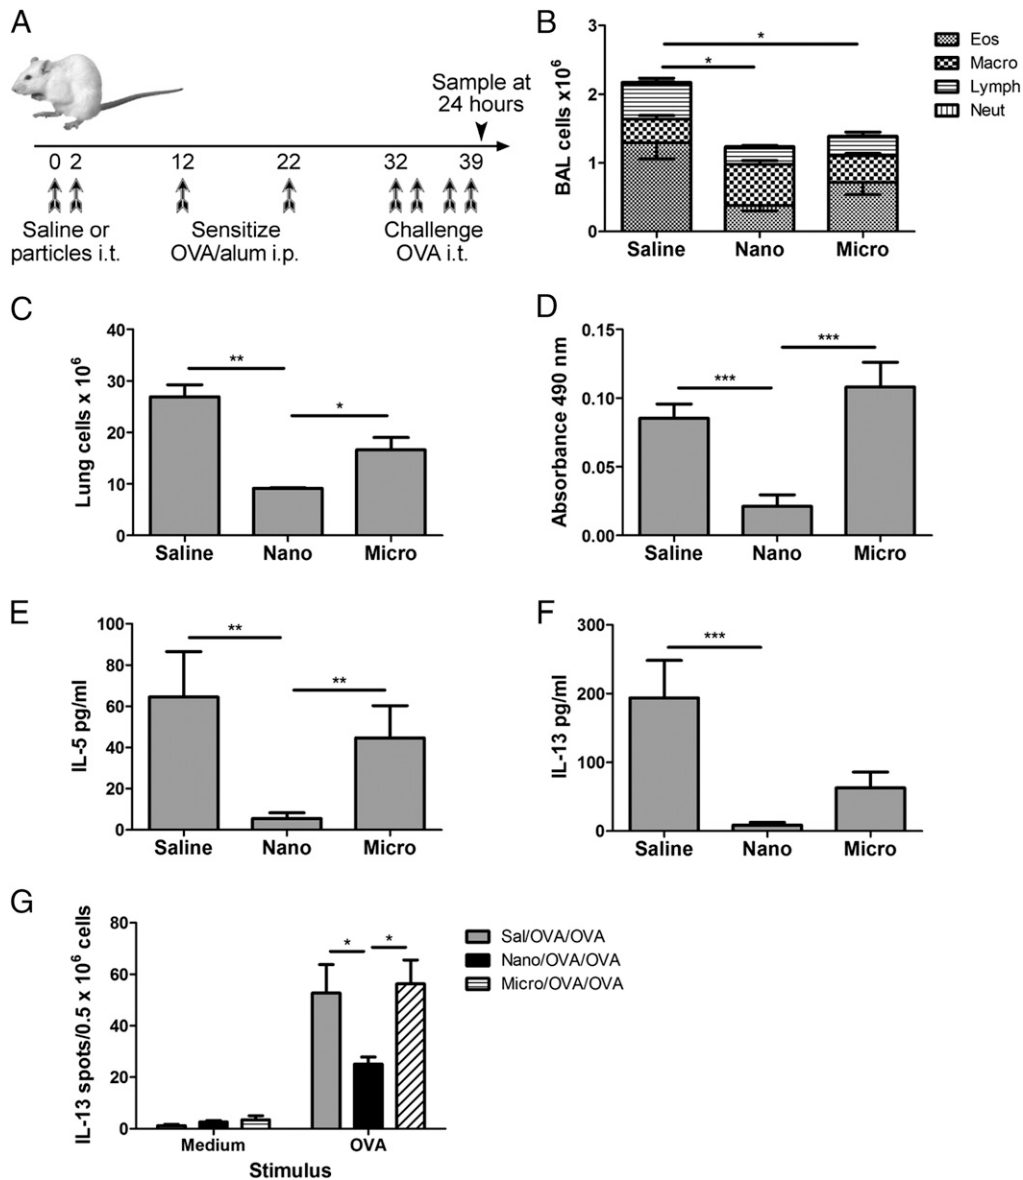 A
Sample at
24 hours
0 2 12 22 32 39
Saline or
particles i.t.
Sensitize
OVA/alum i.p.
Challenge
OVA i.t.
B
BAL cells x10⁶
3
2
1
0
*
*
Saline Nano Micro
Eos
Macro
Lymph
Neut
C
Lung cells x 10⁶
40
30
20
10
0
**
*
Saline Nano Micro
D
Absorbance 490 nm
0.15
0.10
0.05
0.00
***
***
Saline Nano Micro
E
IL-5 pg/ml
100
80
60
40
20
0
**
**
Saline Nano Micro
F
IL-13 pg/ml
300
200
100
0
***
Saline Nano Micro
G
IL-13 spots/0.5 x 10⁶ cells
80
60
40
20
0
* *
Medium OVA
Stimulus
Sal/OVA/OVA
Nano/OVA/OVA
Micro/OVA/OVA